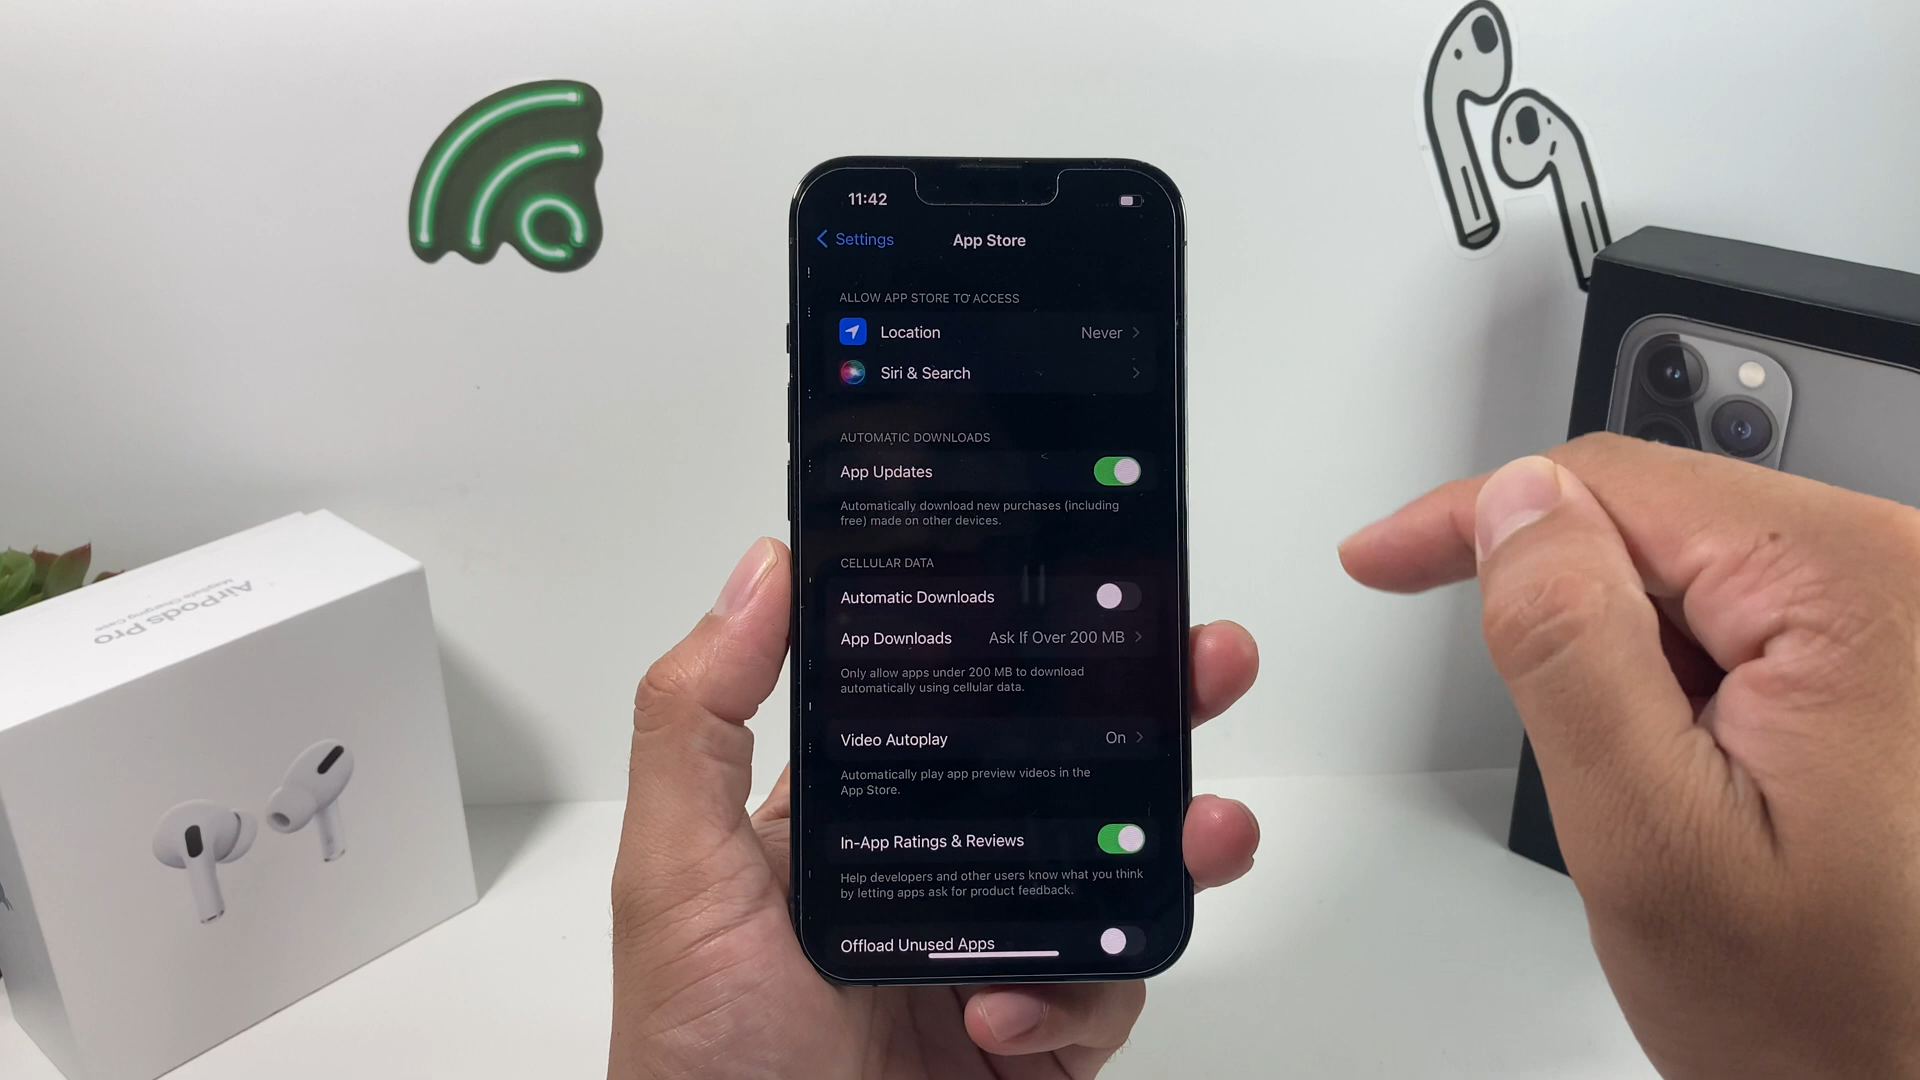 11:42
Settings
App Store
ALLOW APP STORE TO ACCESS
Location Never
Siri & Search
AUTOMATIC DOWNLOADS
App Updates
Automatically download new purchases (including
free) made on other devices.
CELLULAR DATA
Automatic Downloads
App Downloads Ask If Over 200 MB
Only allow apps under 200 MB to download
automatically using cellular data.
Video Autoplay On
Automatically play app preview videos in the
App Store.
In-App Ratings & Reviews
Help developers and other users know what you think
by letting apps ask for product feedback.
Offload Unused Apps
AirPods Pro
MagSafe Charging Case